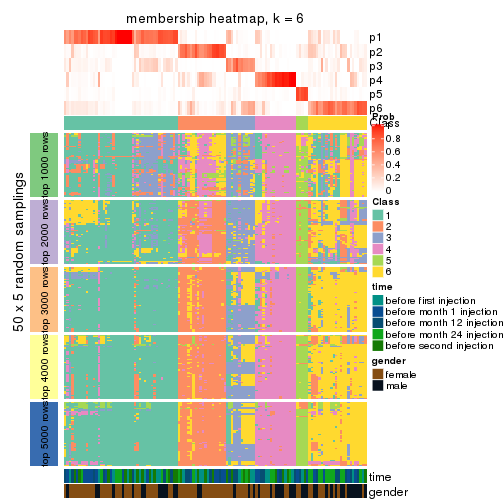 membership heatmap, k = 6
p1
p2
p3
p4
p5
p6
Class
Prob
1
0.8
0.6
0.4
0.2
0
Class
1
2
3
4
5
6
time
before first injection
before month 1 injection
before month 12 injection
before month 24 injection
before second injection
gender
female
male
50 x 5 random samplings
top 1000 rows
top 2000 rows
top 3000 rows
top 4000 rows
top 5000 rows
time
gender